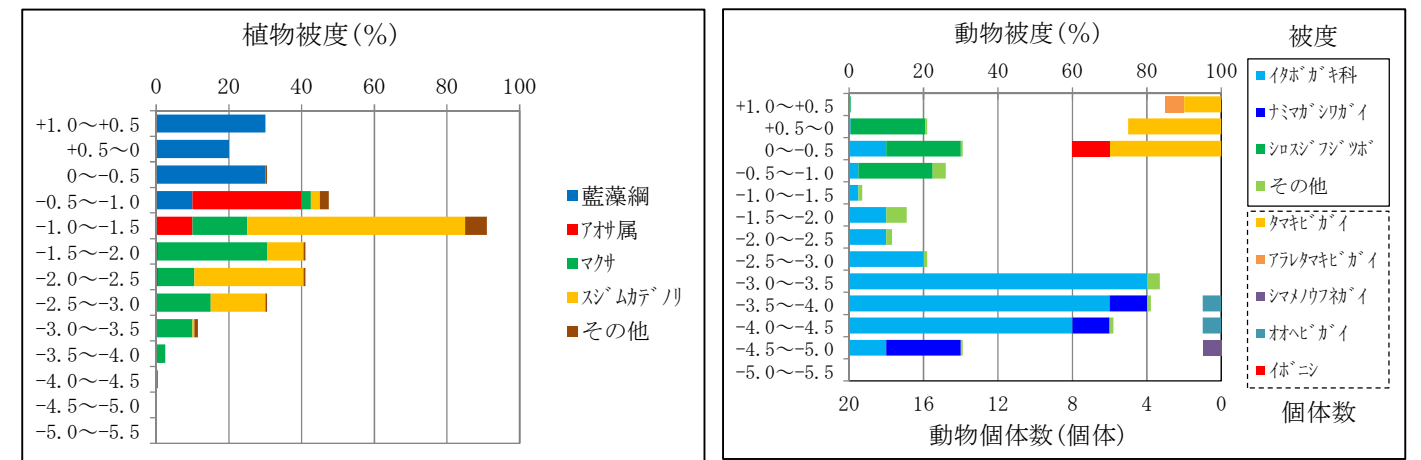 植物被度(%)
0 20 40 60 80 100
+1.0～+0.5
+0.5～0
0～-0.5
-0.5～-1.0
-1.0～-1.5
-1.5～-2.0
-2.0～-2.5
-2.5～-3.0
-3.0～-3.5
-3.5～-4.0
-4.0～-4.5
-4.5～-5.0
-5.0～-5.5
藍藻綱
ｱｵｻ属
マクサ
ｽｼﾞﾑｶﾃﾞﾉﾘ
その他
動物被度(%)
0 20 40 60 80 100
+1.0～+0.5
+0.5～0
0～-0.5
-0.5～-1.0
-1.0～-1.5
-1.5～-2.0
-2.0～-2.5
-2.5～-3.0
-3.0～-3.5
-3.5～-4.0
-4.0～-4.5
-4.5～-5.0
-5.0～-5.5
20 16 12 8 4 0
動物個体数(個体)
被度
ｲﾀﾎﾞｶﾞｷ科
ﾅﾐﾏｶﾞｼﾜｶﾞｲ
ｼﾛｽｼﾞﾌｼﾞﾂﾎﾞ
その他
ﾀﾏｷﾋﾞｶﾞｲ
ｱﾗﾚﾀﾏｷﾋﾞｶﾞｲ
ｼﾏﾒﾉｳﾌﾈｶﾞｲ
ｵｵﾍﾋﾞｶﾞｲ
ｲﾎﾞﾆｼ
個体数